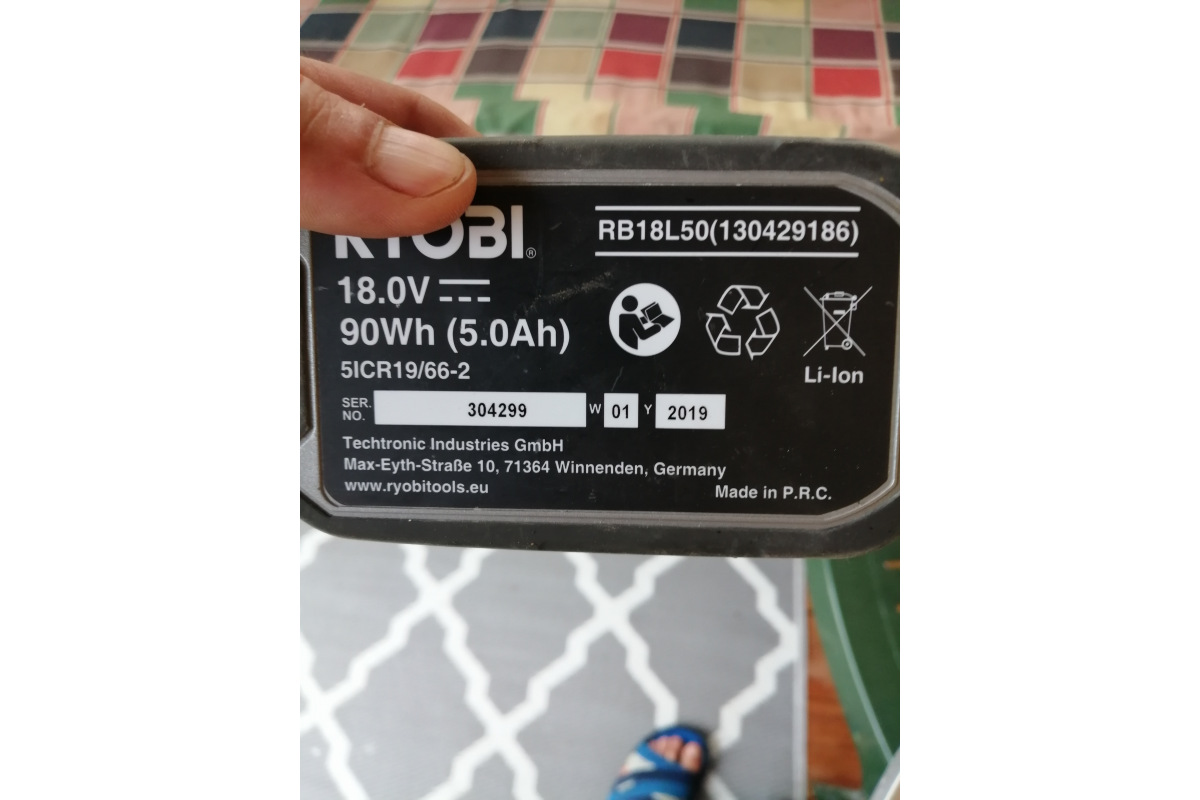 RYOBI®
RB18L50(130429186)
18.0V
90Wh (5.0Ah)
5ICR19/66-2
Li-Ion
SER. NO. 304299 W 01 Y 2019
Techtronic Industries GmbH
Max-Eyth-Straße 10, 71364 Winnenden, Germany
www.ryobitools.eu
Made in P.R.C.